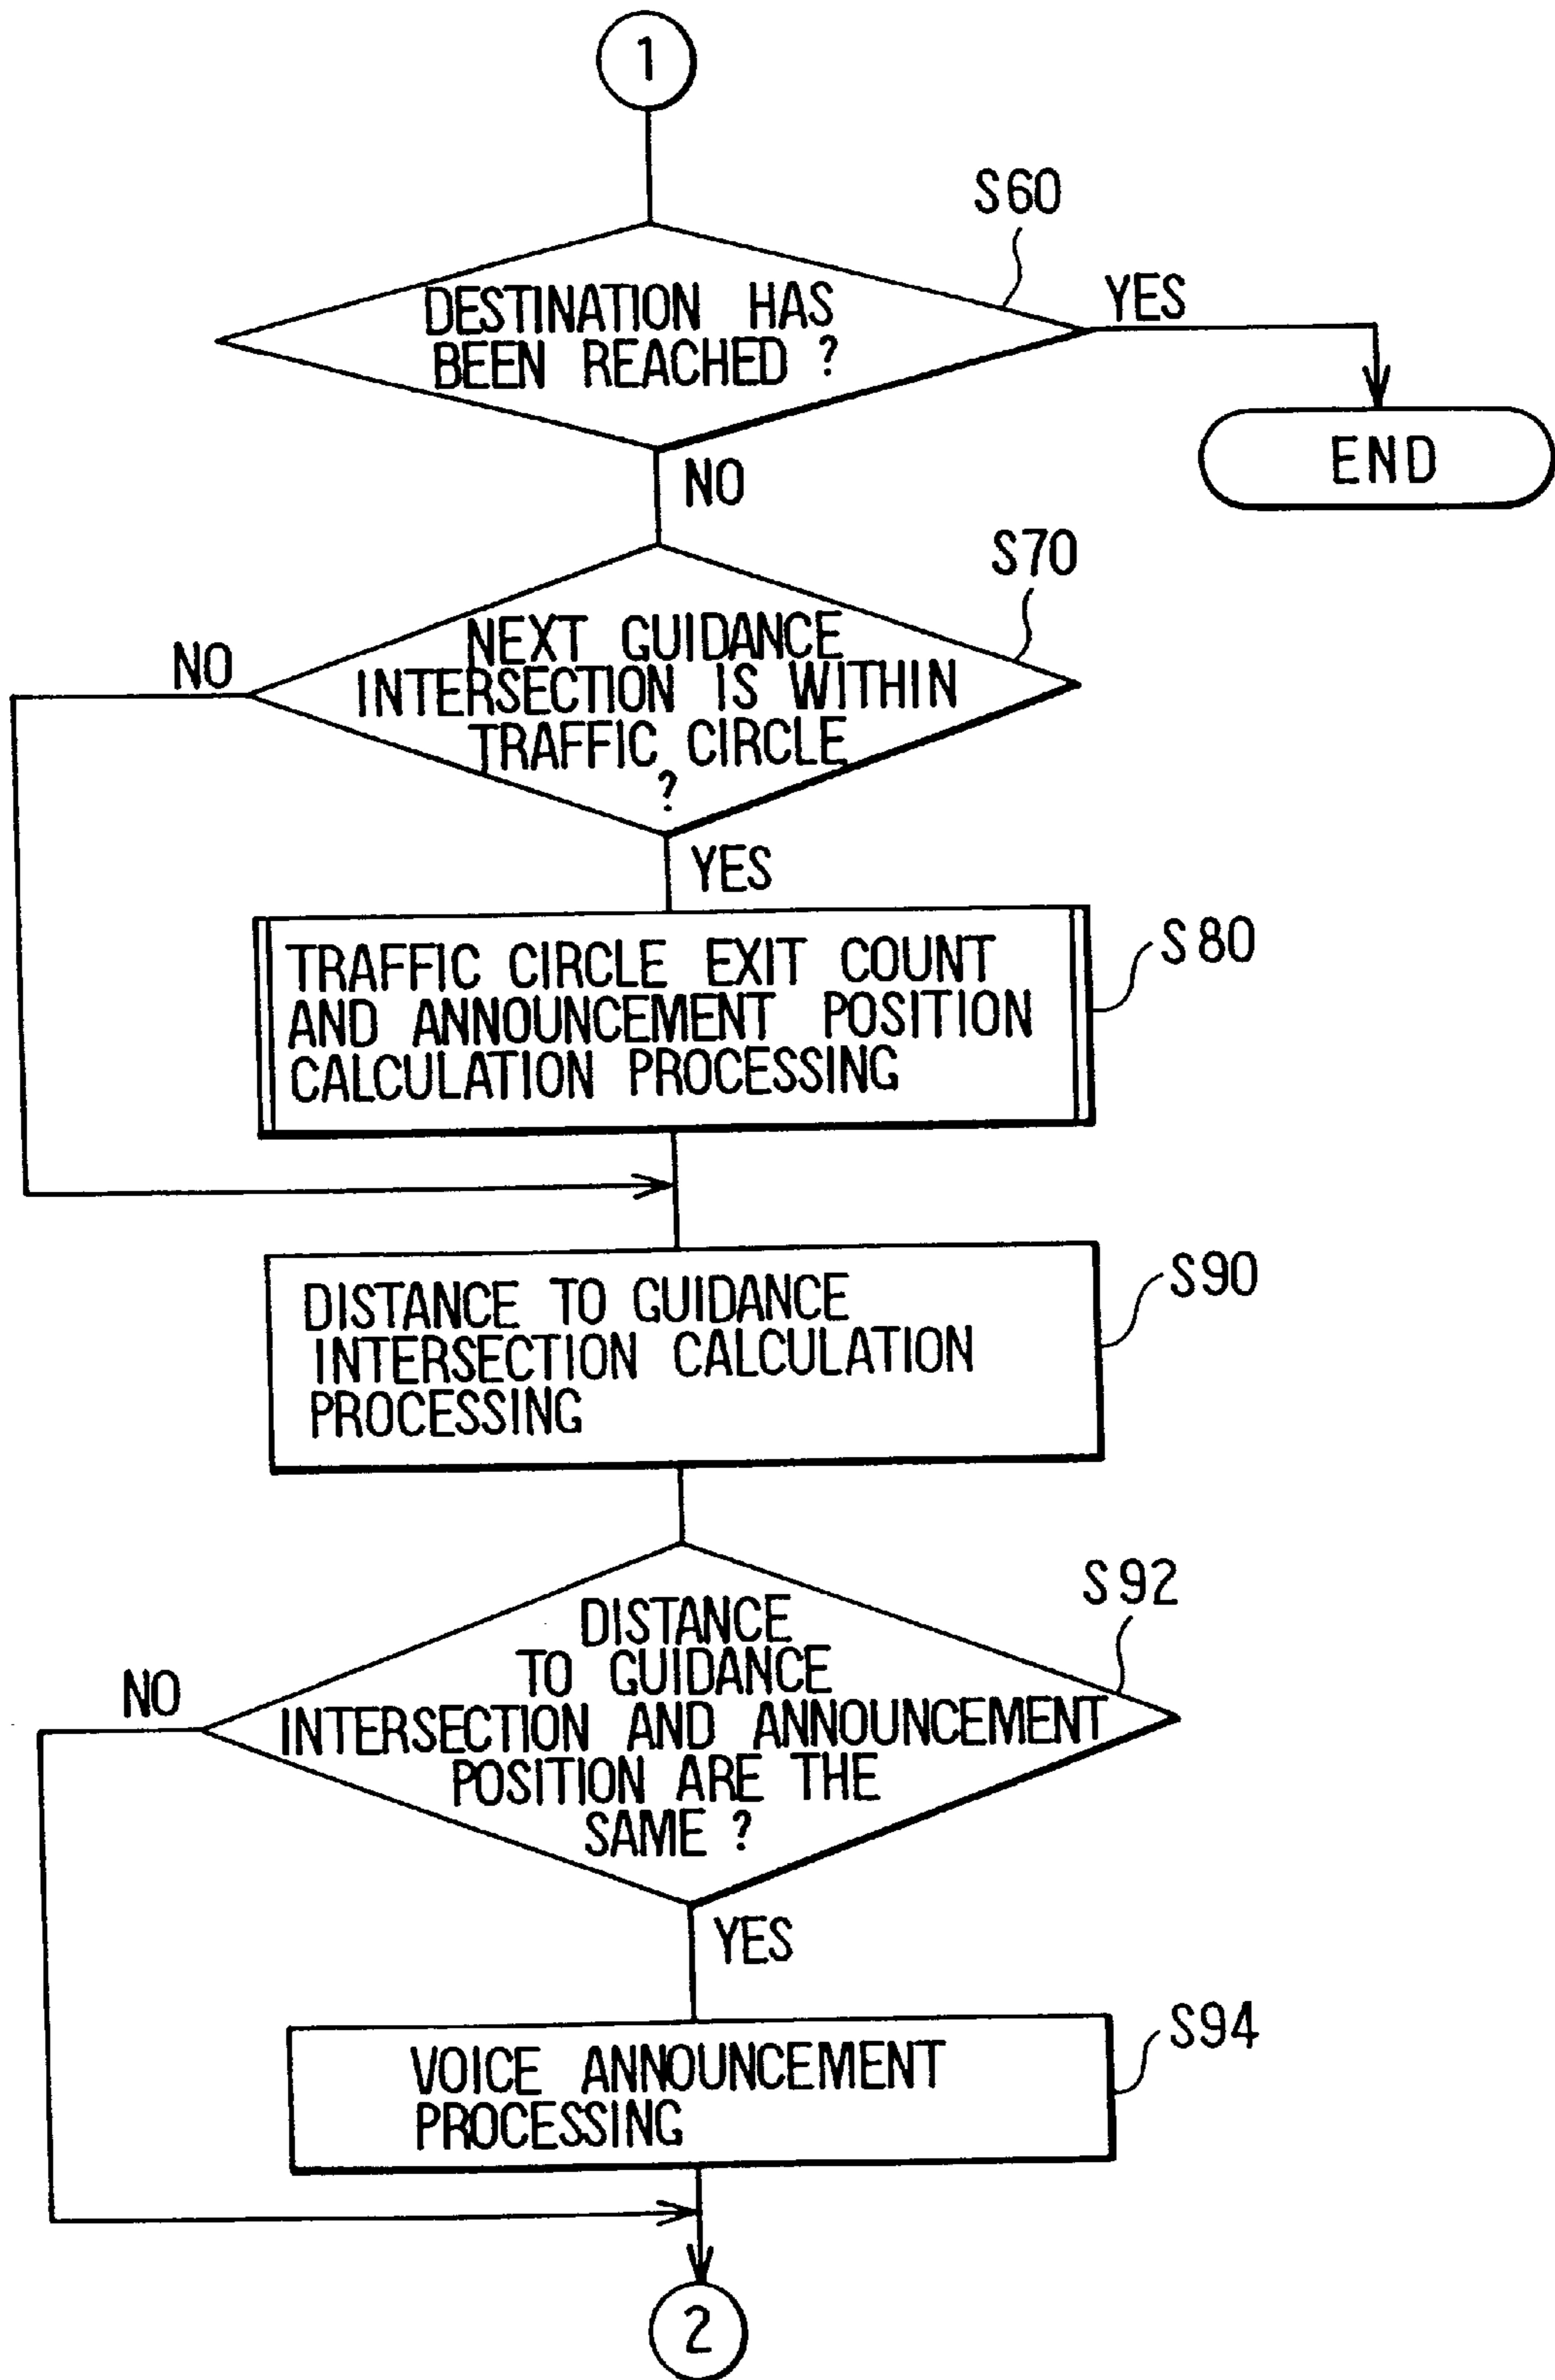 1
S60
DESTINATION HAS
BEEN REACHED ?
YES
END
NO
S70
NEXT GUIDANCE
INTERSECTION IS WITHIN
TRAFFIC CIRCLE
?
NO
YES
S80
TRAFFIC CIRCLE EXIT COUNT
AND ANNOUNCEMENT POSITION
CALCULATION PROCESSING
S90
DISTANCE TO GUIDANCE
INTERSECTION CALCULATION
PROCESSING
S92
DISTANCE
TO GUIDANCE
INTERSECTION AND ANNOUNCEMENT
POSITION ARE THE
SAME ?
NO
YES
S94
VOICE ANNOUNCEMENT
PROCESSING
2